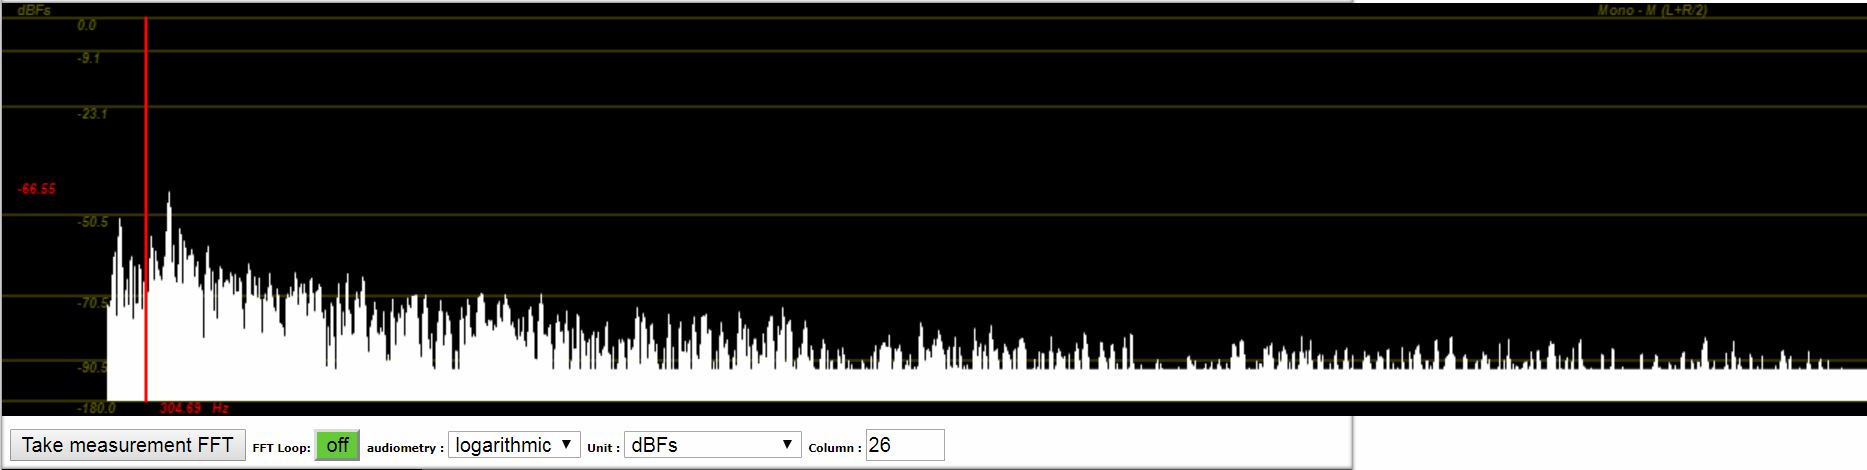 dBFs Mono - M (L+R/2)
0.0
-9.1
-23.1
-66.55
-50.5
-70.5
-90.5
-180.0 304.69 Hz
Take measurement FFT FFT Loop: off audiometry : logarithmic Unit : dBFs Column : 26